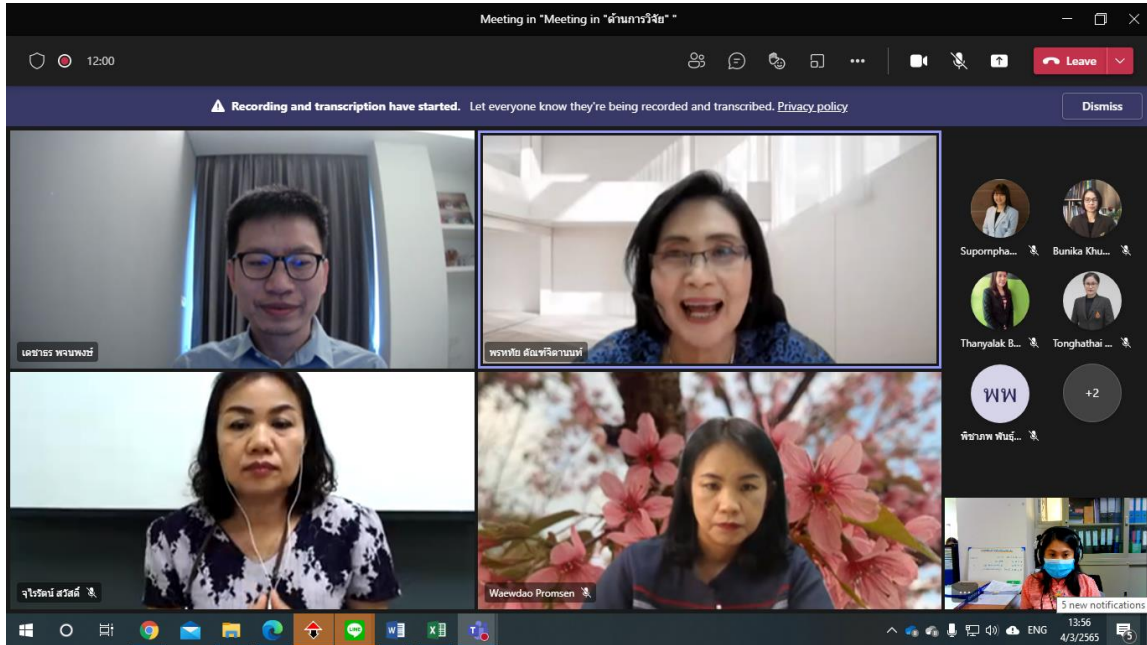 Meeting in "Meeting in "ด้านการวิจัย" "
12:00
Leave
Recording and transcription have started. Let everyone know they're being recorded and transcribed. Privacy policy
Dismiss
เดชาธร พจนพงษ์
พรหทัย ตัณฑ์จิตานนท์
Supornpha...
Bunika Khu...
Thanyalak B...
Tonghathai ...
พพ
+2
พิชาภพ พันธุ์...
จุไรรัตน์ สวัสดิ์
Waewdao Promsen
5 new notifications
LINE
ENG
13:56
4/3/2565
5